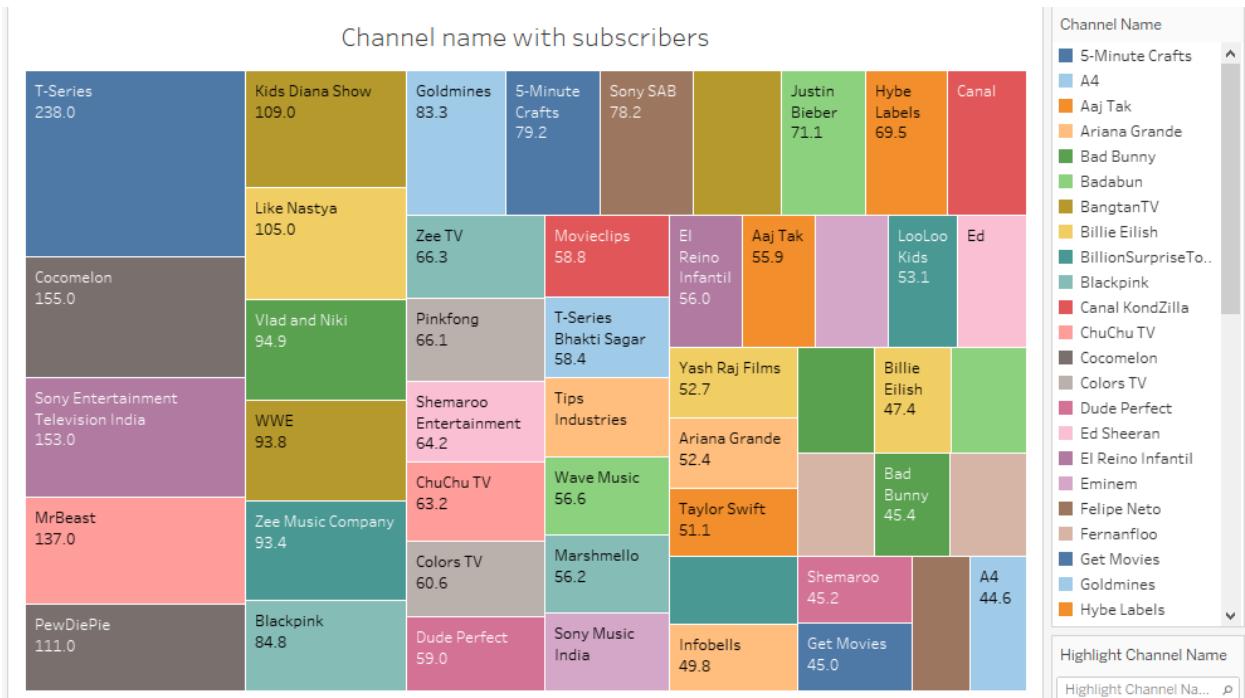 Channel name with subscribers
T-Series
238.0
Cocomelon
155.0
Sony Entertainment
Television India
153.0
MrBeast
137.0
PewDiePie
111.0
Kids Diana Show
109.0
Like Nastya
105.0
Vlad and Niki
94.9
WWE
93.8
Zee Music Company
93.4
Blackpink
84.8
Goldmines
83.3
5-Minute
Crafts
79.2
Sony SAB
78.2
Justin
Bieber
71.1
Hybe
Labels
69.5
Canal
Zee TV
66.3
Pinkfong
66.1
Shemaroo
Entertainment
64.2
ChuChu TV
63.2
Colors TV
60.6
Dude Perfect
59.0
Movieclips
58.8
T-Series
Bhakti Sagar
58.4
Tips
Industries
Wave Music
56.6
Marshmello
56.2
Sony Music
India
El
Reino
Infantil
56.0
Aaj Tak
55.9
LooLoo
Kids
53.1
Ed
Yash Raj Films
52.7
Ariana Grande
52.4
Taylor Swift
51.1
Infobells
49.8
Billie
Eilish
47.4
Bad
Bunny
45.4
Shemaroo
45.2
Get Movies
45.0
A4
44.6
Channel Name
5-Minute Crafts
A4
Aaj Tak
Ariana Grande
Bad Bunny
Badabun
BangtanTV
Billie Eilish
BillionSurpriseTo..
Blackpink
Canal KondZilla
ChuChu TV
Cocomelon
Colors TV
Dude Perfect
Ed Sheeran
El Reino Infantil
Eminem
Felipe Neto
Fernanfloo
Get Movies
Goldmines
Hybe Labels
Highlight Channel Name
Highlight Channel Na...